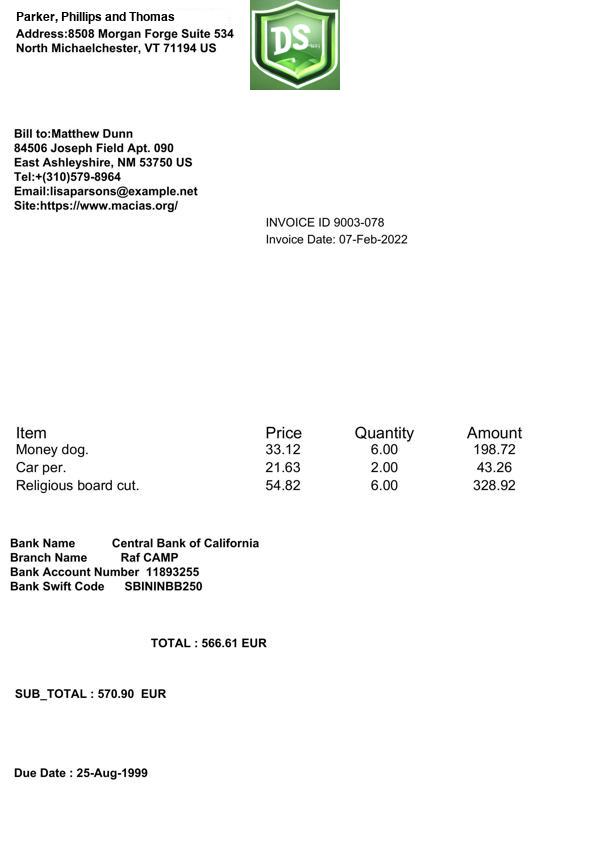 Parker, Phillips and Thomas
Address:8508 Morgan Forge Suite 534
North Michaelchester, VT 71194 US
DS
Bill to:Matthew Dunn
84506 Joseph Field Apt. 090
East Ashleyshire, NM 53750 US
Tel:+(310)579-8964
Email:lisaparsons@example.net
Site:https://www.macias.org/
INVOICE ID 9003-078
Invoice Date: 07-Feb-2022
Item Price Quantity Amount
Money dog. 33.12 6.00 198.72
Car per. 21.63 2.00 43.26
Religious board cut. 54.82 6.00 328.92
Bank Name Central Bank of California
Branch Name Raf CAMP
Bank Account Number 11893255
Bank Swift Code SBININBB250
TOTAL : 566.61 EUR
SUB_TOTAL : 570.90 EUR
Due Date : 25-Aug-1999